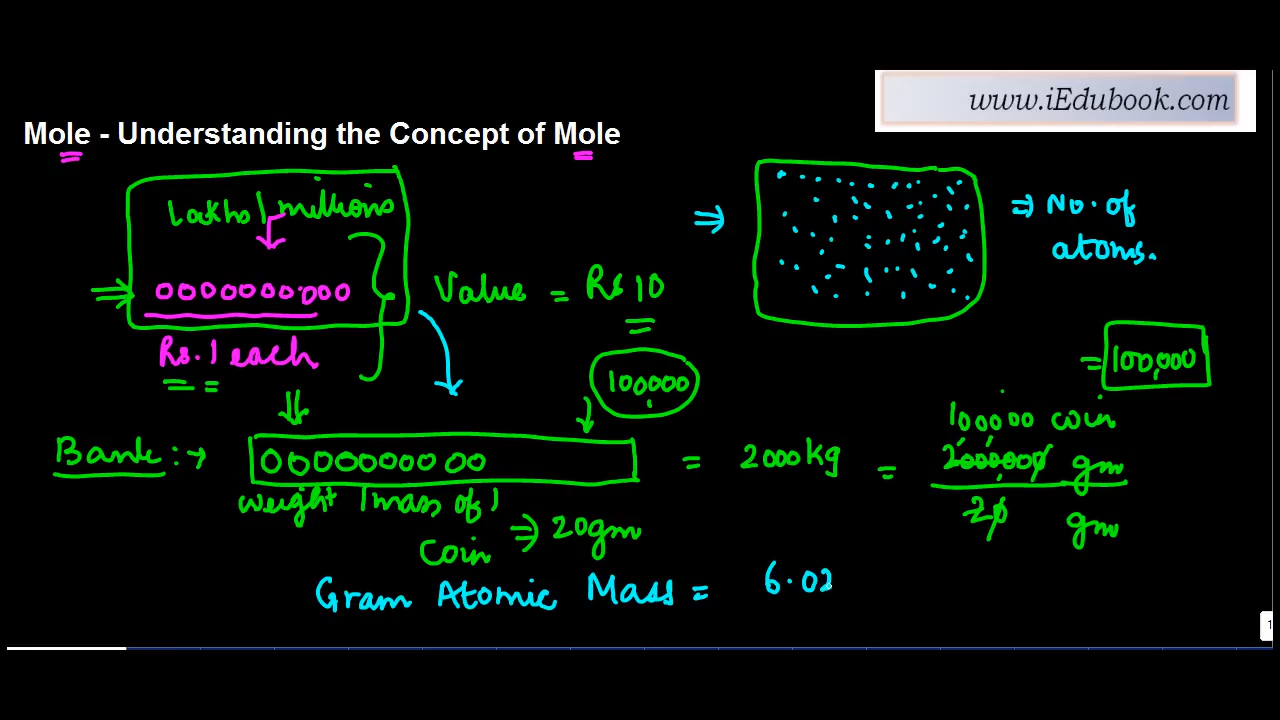 www.iEdubook.com
Mole - Understanding the Concept of Mole
Lakhs / millions
0000000000
Rs. 1 each
Value = Rs 10
⇒ No. of
atoms.
= 100,000
100000
Bank :→
00000000000
= 2000kg =
100000 coin
2000000 gm
20 gm
weight / mass of 1
coin ⇒ 20gm
Gram Atomic Mass = 6.02
1